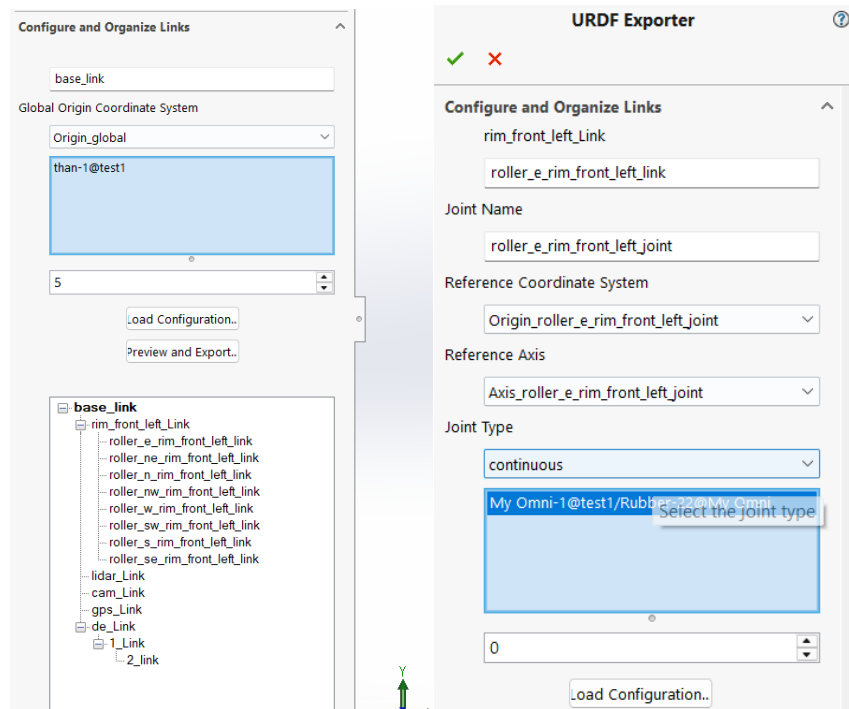 Configure and Organize Links
base_link
Global Origin Coordinate System
Origin_global
than-1@test1
5
Load Configuration..
Preview and Export..
base_link
rim_front_left_Link
roller_e_rim_front_left_link
roller_ne_rim_front_left_link
roller_n_rim_front_left_link
roller_nw_rim_front_left_link
roller_w_rim_front_left_link
roller_sw_rim_front_left_link
roller_s_rim_front_left_link
roller_se_rim_front_left_link
lidar_Link
cam_Link
gps_Link
de_Link
1_Link
2_link
Y
URDF Exporter
?
Configure and Organize Links
rim_front_left_Link
roller_e_rim_front_left_link
Joint Name
roller_e_rim_front_left_joint
Reference Coordinate System
Origin_roller_e_rim_front_left_joint
Reference Axis
Axis_roller_e_rim_front_left_joint
Joint Type
continuous
My Omni-1@test1/Rubber-22@My Omni
Select the joint type
0
Load Configuration..